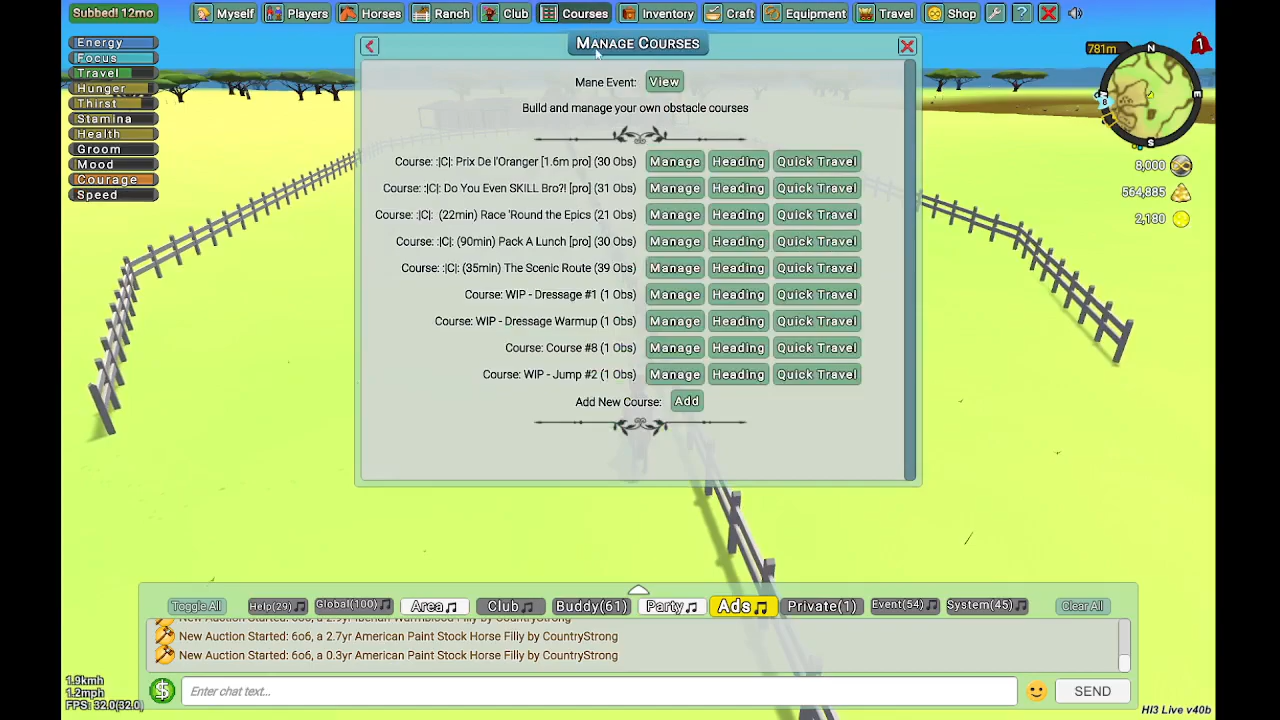 Subbed! 12mo
Myself
Players
Horses
Ranch
Club
Courses
Inventory
Craft
Equipment
Travel
Shop
?
Energy
Focus
Travel
Hunger
Thirst
Stamina
Health
Groom
Mood
Courage
Speed
Manage Courses
Mane Event: View
Build and manage your own obstacle courses
Course: :|C|: Prix De l'Oranger [1.6m pro] (30 Obs) Manage Heading Quick Travel
Course: :|C|: Do You Even SKILL Bro?! [pro] (31 Obs) Manage Heading Quick Travel
Course: :|C|: (22min) Race 'Round the Epics (21 Obs) Manage Heading Quick Travel
Course: :|C|: (90min) Pack A Lunch [pro] (30 Obs) Manage Heading Quick Travel
Course: :|C|: (35min) The Scenic Route (39 Obs) Manage Heading Quick Travel
Course: WIP - Dressage #1 (1 Obs) Manage Heading Quick Travel
Course: WIP - Dressage Warmup (1 Obs) Manage Heading Quick Travel
Course: Course #8 (1 Obs) Manage Heading Quick Travel
Course: WIP - Jump #2 (1 Obs) Manage Heading Quick Travel
Add New Course: Add
781m
N
S
8
1
8,000
564,885
2,180
Toggle All
Help(29)
Global(100)
Area
Club
Buddy(61)
Party
Ads
Private(1)
Event(54)
System(45)
Clear All
New Auction Started: 6o6, a 2.7yr American Paint Stock Horse Filly by CountryStrong
New Auction Started: 6o6, a 0.3yr American Paint Stock Horse Filly by CountryStrong
Enter chat text...
SEND
1.9kmh
1.2mph
FPS: 32.0(32.0)
HI3 Live v40b